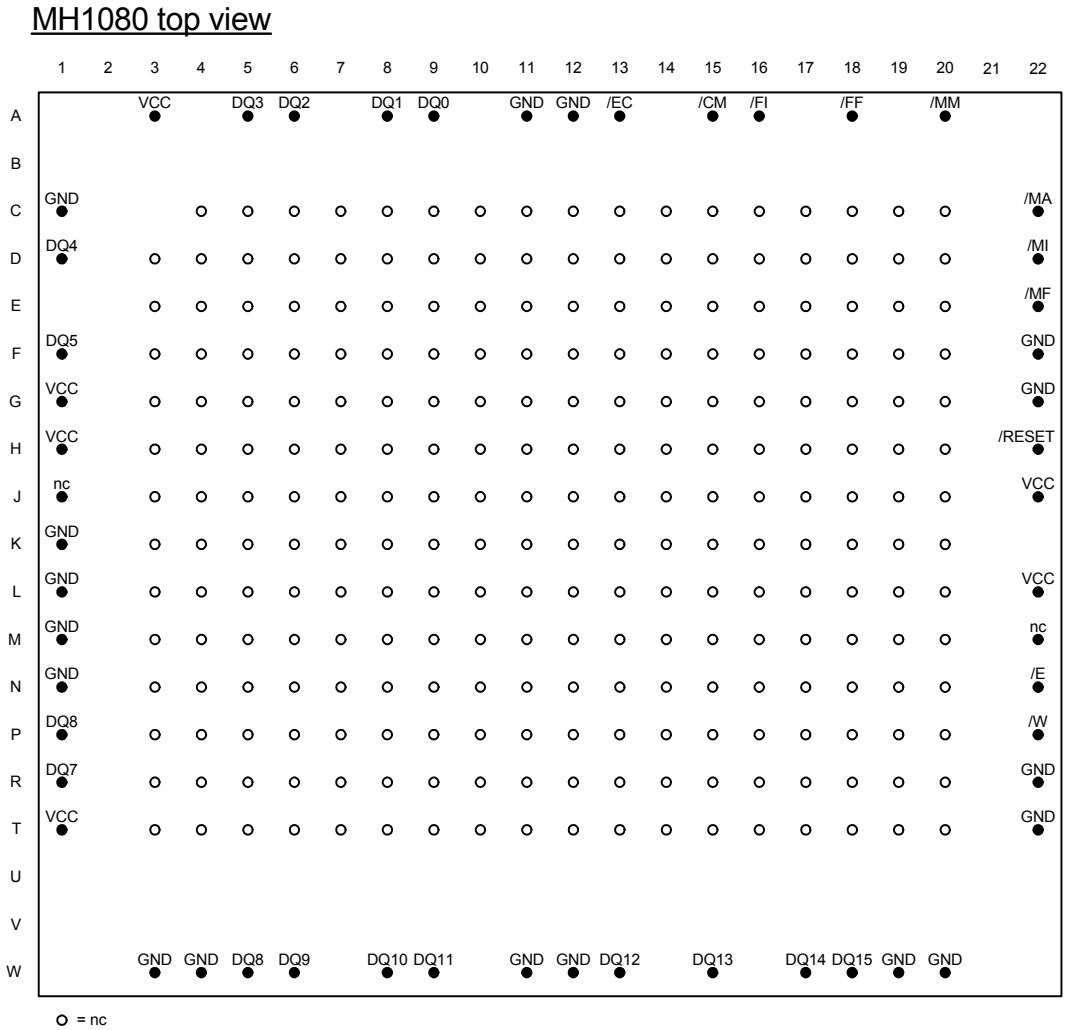 MH1080 top view
1 2 3 4 5 6 7 8 9 10 11 12 13 14 15 16 17 18 19 20 21 22
VCC DQ3 DQ2 DQ1 DQ0 GND GND /EC /CM /FI /FF /MM
A
B
GND /MA
C
DQ4 /MI
D
/MF
E
DQ5 GND
F
VCC GND
G
VCC /RESET
H
nc VCC
J
GND
K
GND VCC
L
GND nc
M
GND /E
N
DQ8 /W
P
DQ7 GND
R
VCC GND
T
U
V
GND GND DQ8 DQ9 DQ10 DQ11 GND GND DQ12 DQ13 DQ14 DQ15 GND GND
W
= nc